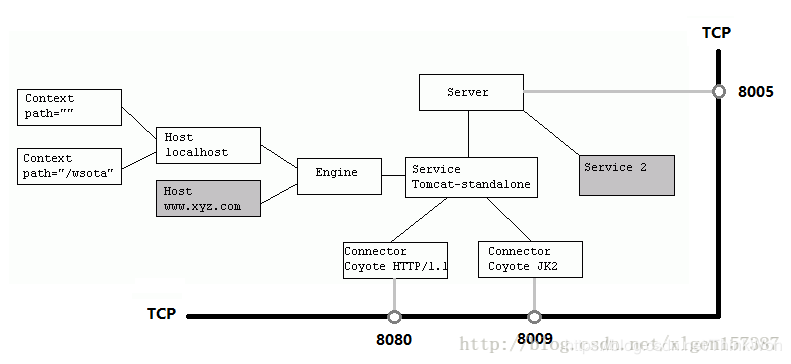 TCP
Server
8005
Context
path=""
Host
localhost
Context
path="/wsota"
Engine
Service
Tomcat-standalone
Service 2
Host
www.xyz.com
Connector
Coyote HTTP/1.1
Connector
Coyote JK2
TCP
8080
8009
http://blog.csdn.net/xlgen157387